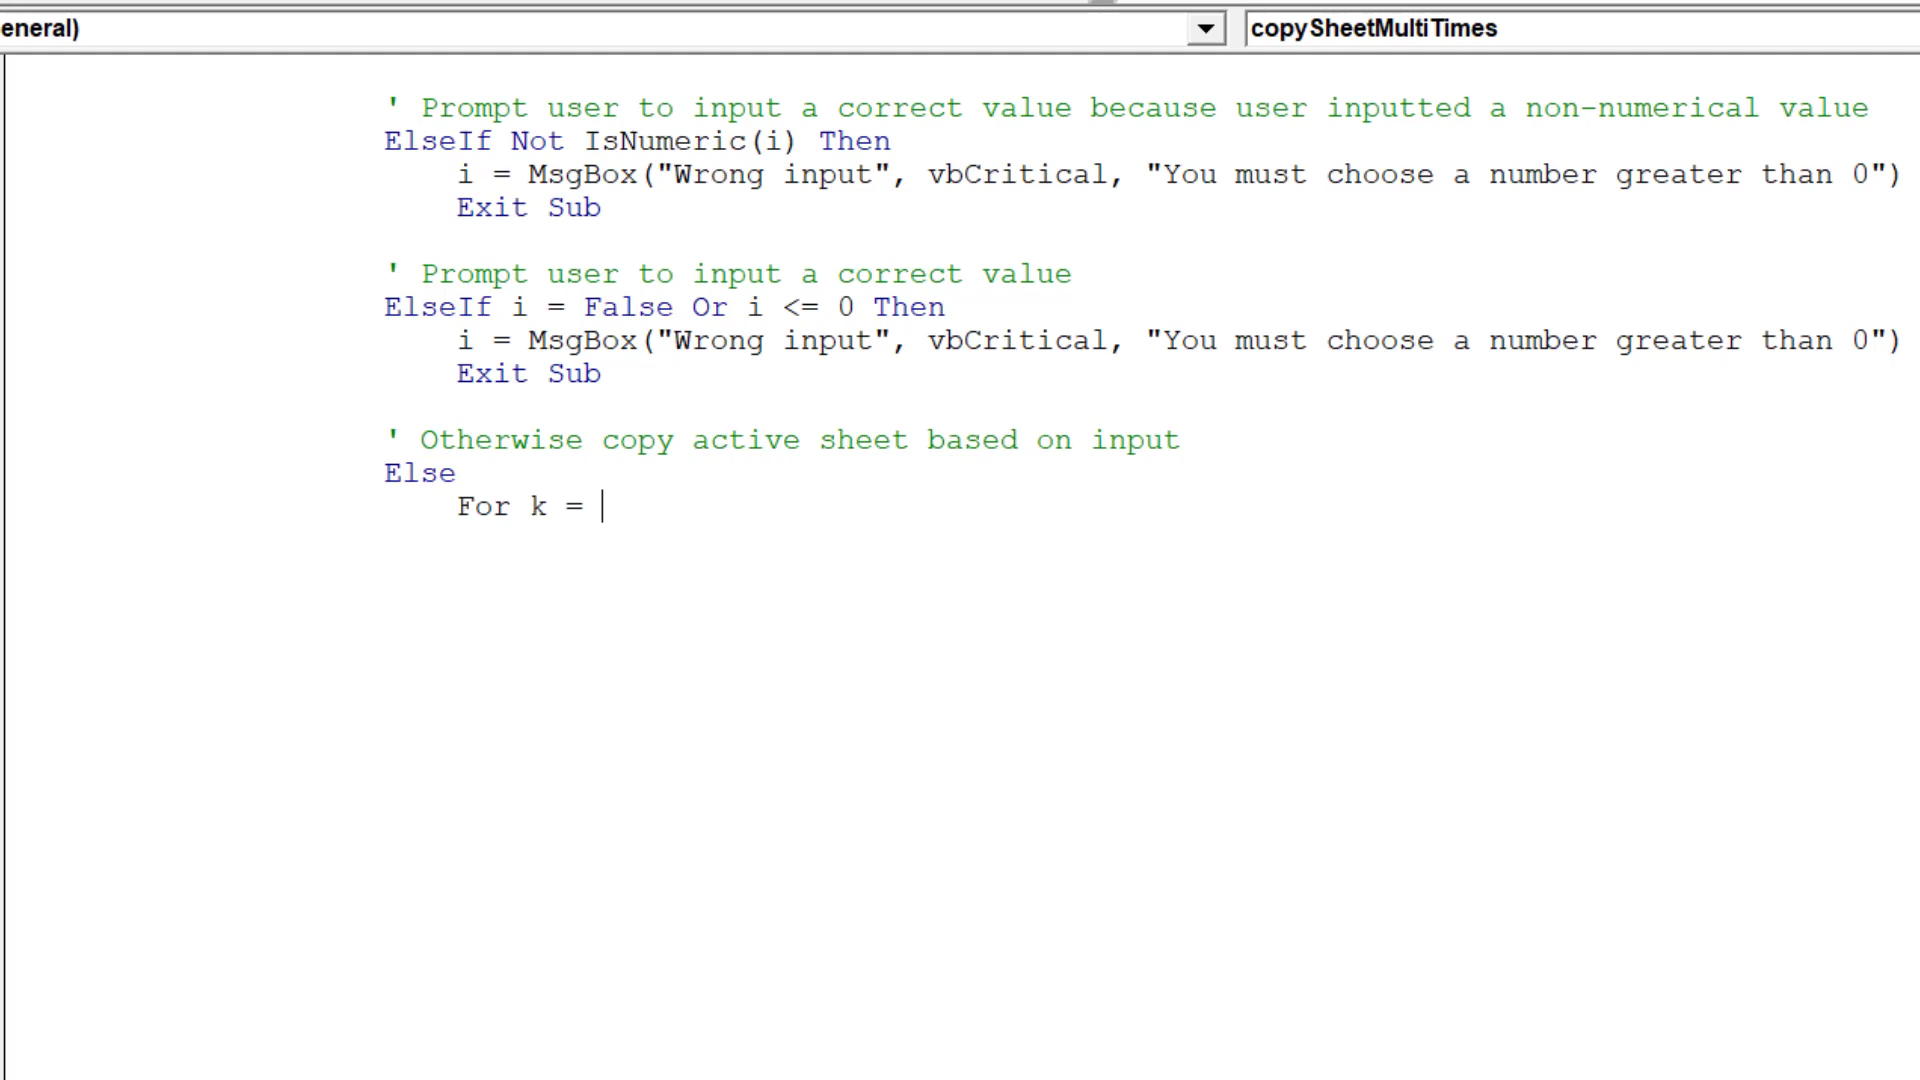 eneral)
copySheetMultiTimes
' Prompt user to input a correct value because user inputted a non-numerical value
ElseIf Not IsNumeric(i) Then
i = MsgBox("Wrong input", vbCritical, "You must choose a number greater than 0")
Exit Sub
' Prompt user to input a correct value
ElseIf i = False Or i <= 0 Then
i = MsgBox("Wrong input", vbCritical, "You must choose a number greater than 0")
Exit Sub
' Otherwise copy active sheet based on input
Else
For k =